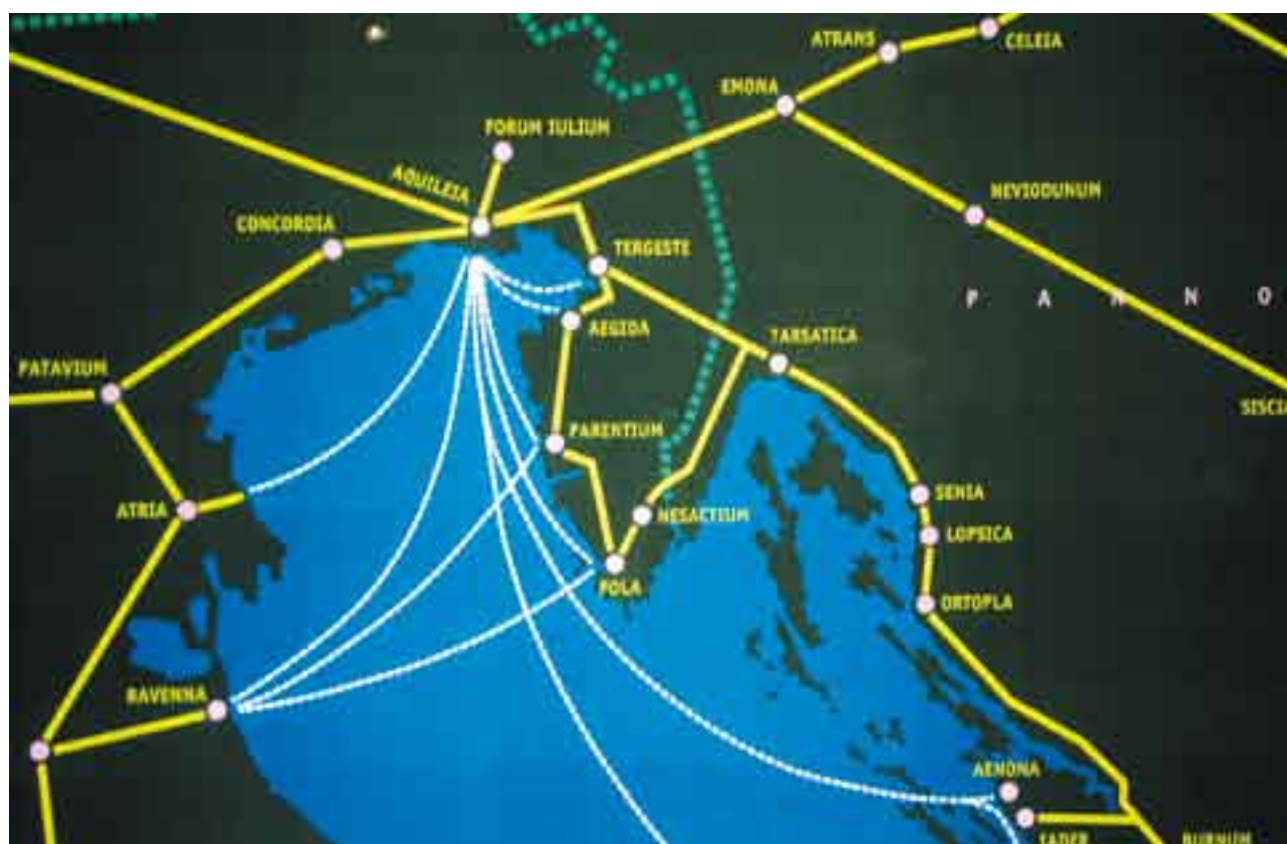 ATRANS
CELEIA
EMONA
FORUM IULIUM
AQUILEIA
CONCORDIA
NEVIODUNUM
TERGESTE
P A N N O
AEGIDA
TARSATICA
PATAVIUM
SISCIA
PARENTIUM
ATRIA
SENIA
NESACTIUM
LOPSICA
POLA
ORTOPLA
RAVENNA
AENONA
IADER
BURNUM